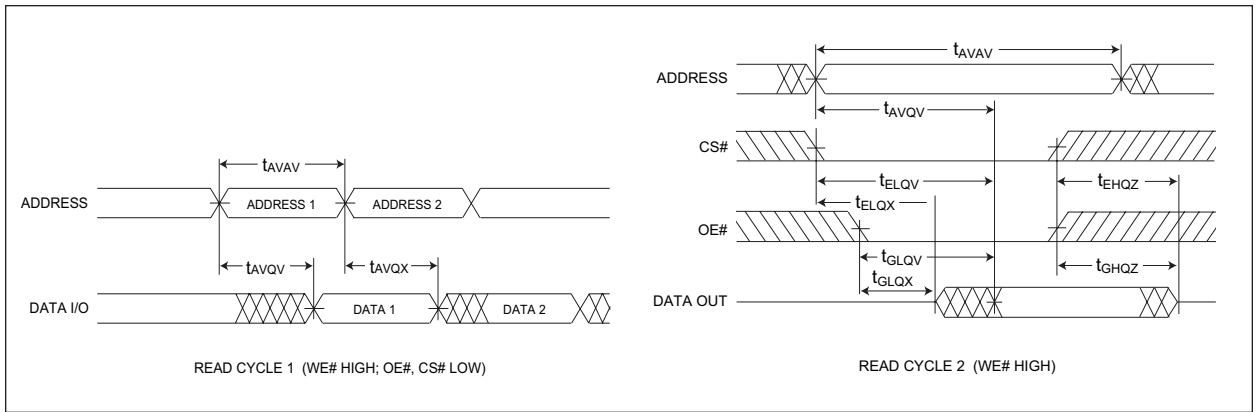 tAVAV
ADDRESS
ADDRESS 1
ADDRESS 2
tAVQV
tAVQX
DATA I/O
DATA 1
DATA 2
READ CYCLE 1 (WE# HIGH; OE#, CS# LOW)
tAVAV
ADDRESS
tAVQV
CS#
tELQV
tEHQZ
tELQX
OE#
tGLQV
tGHQZ
tGLQX
DATA OUT
READ CYCLE 2 (WE# HIGH)